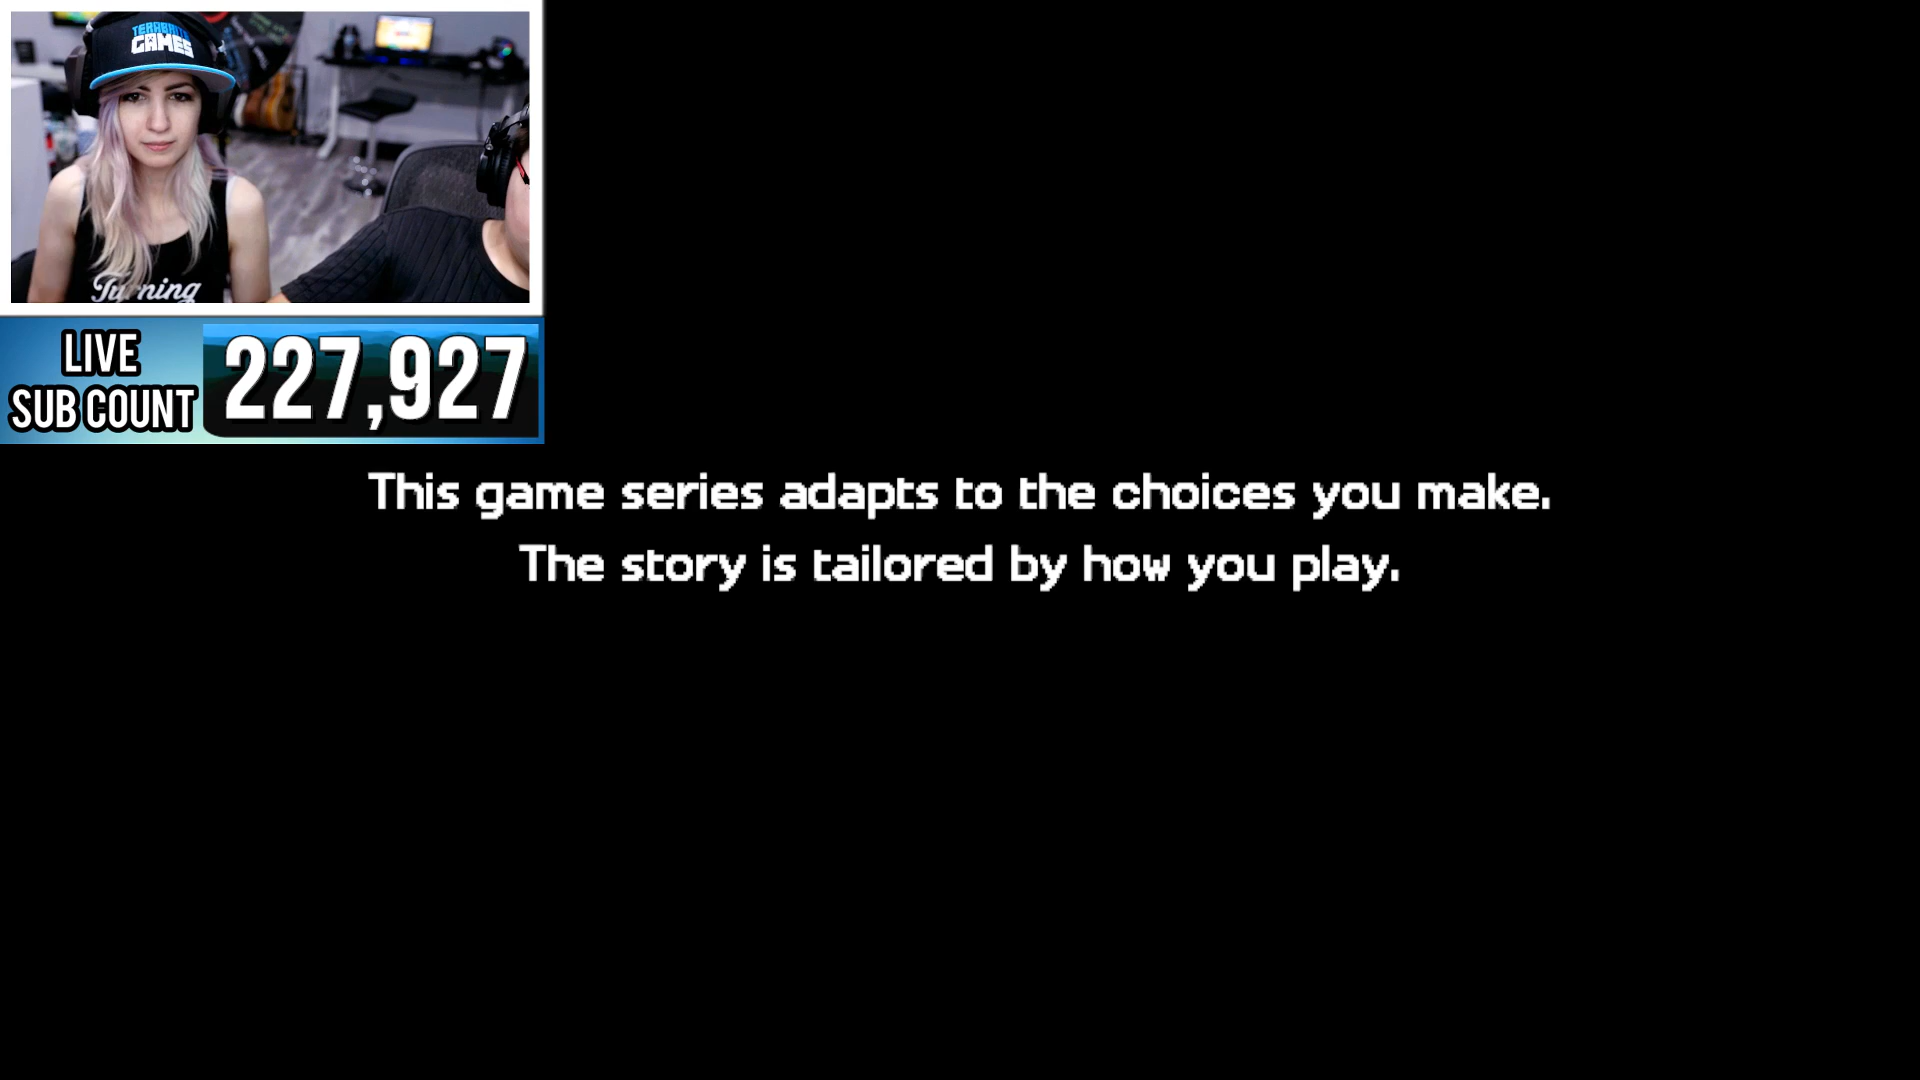 TERABRITE
GAMES
Turning
LIVE
SUB COUNT
227,927
This game series adapts to the choices you make.
The story is tailored by how you play.